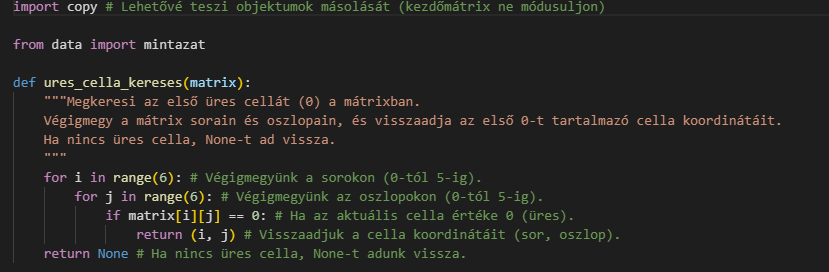 import copy # Lehetővé teszi objektumok másolását (kezdőmátrix ne módusuljon)
from data import mintazat
def ures_cella_kereses(matrix):
"""Megkeresi az első üres cellát (0) a mátrixban.
Végigmegy a mátrix sorain és oszlopain, és visszaadja az első 0-t tartalmazó cella koordinátáit.
Ha nincs üres cella, None-t ad vissza.
"""
for i in range(6): # Végigmegyünk a sorokon (0-tól 5-ig).
for j in range(6): # Végigmegyünk az oszlopokon (0-tól 5-ig).
if matrix[i][j] == 0: # Ha az aktuális cella értéke 0 (üres).
return (i, j) # Visszaadjuk a cella koordinátáit (sor, oszlop).
return None # Ha nincs üres cella, None-t adunk vissza.